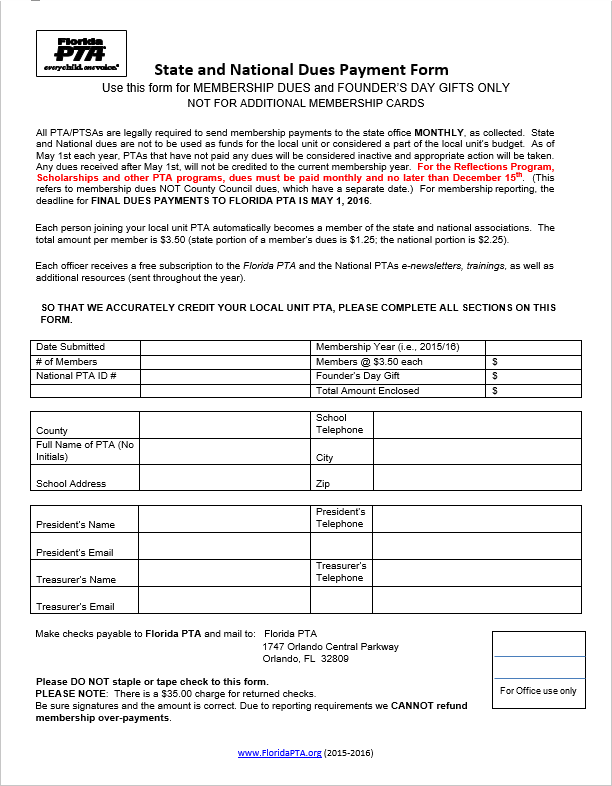 Florida
PTA
everychild.onevoice.®
State and National Dues Payment Form
Use this form for MEMBERSHIP DUES and FOUNDER'S DAY GIFTS ONLY
NOT FOR ADDITIONAL MEMBERSHIP CARDS
All PTA/PTSAs are legally required to send membership payments to the state office MONTHLY, as collected. State
and National dues are not to be used as funds for the local unit or considered a part of the local unit's budget. As of
May 1st each year, PTAs that have not paid any dues will be considered inactive and appropriate action will be taken.
Any dues received after May 1st, will not be credited to the current membership year. For the Reflections Program,
Scholarships and other PTA programs, dues must be paid monthly and no later than December 15th. (This
refers to membership dues NOT County Council dues, which have a separate date.) For membership reporting, the
deadline for FINAL DUES PAYMENTS TO FLORIDA PTA IS MAY 1, 2016.
Each person joining your local unit PTA automatically becomes a member of the state and national associations. The
total amount per member is $3.50 (state portion of a member's dues is $1.25; the national portion is $2.25).
Each officer receives a free subscription to the Florida PTA and the National PTAs e-newsletters, trainings, as well as
additional resources (sent throughout the year).
SO THAT WE ACCURATELY CREDIT YOUR LOCAL UNIT PTA, PLEASE COMPLETE ALL SECTIONS ON THIS
FORM.
Date Submitted Membership Year (i.e., 2015/16)
# of Members Members @ $3.50 each $
National PTA ID # Founder's Day Gift $
Total Amount Enclosed $
County School Telephone
Full Name of PTA (No Initials) City
School Address Zip
President's Name President's Telephone
President's Email
Treasurer's Name Treasurer's Telephone
Treasurer's Email
Make checks payable to Florida PTA and mail to: Florida PTA
1747 Orlando Central Parkway
Orlando, FL 32809
For Office use only
Please DO NOT staple or tape check to this form.
PLEASE NOTE: There is a $35.00 charge for returned checks.
Be sure signatures and the amount is correct. Due to reporting requirements we CANNOT refund
membership over-payments.
www.FloridaPTA.org (2015-2016)